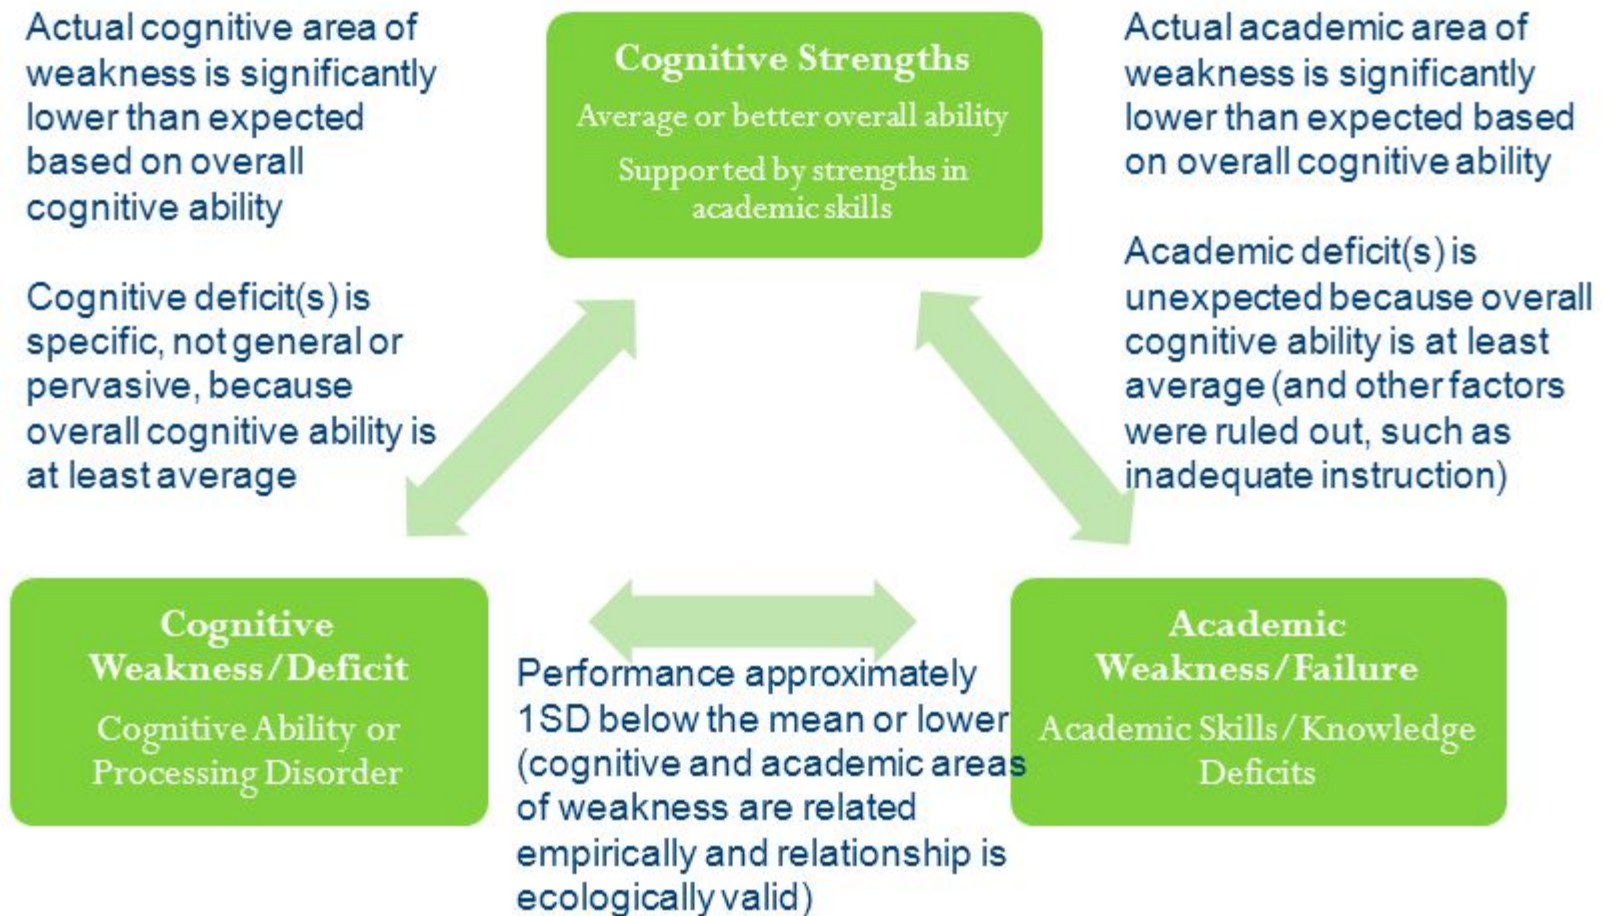 Actual cognitive area of
weakness is significantly
lower than expected
based on overall
cognitive ability
Cognitive deficit(s) is
specific, not general or
pervasive, because
overall cognitive ability is
at least average
Cognitive Strengths
Average or better overall ability
Supported by strengths in
academic skills
Actual academic area of
weakness is significantly
lower than expected based
on overall cognitive ability
Academic deficit(s) is
unexpected because overall
cognitive ability is at least
average (and other factors
were ruled out, such as
inadequate instruction)
Cognitive
Weakness/Deficit
Cognitive Ability or
Processing Disorder
Performance approximately
1SD below the mean or lower
(cognitive and academic areas
of weakness are related
empirically and relationship is
ecologically valid)
Academic
Weakness/Failure
Academic Skills/Knowledge
Deficits